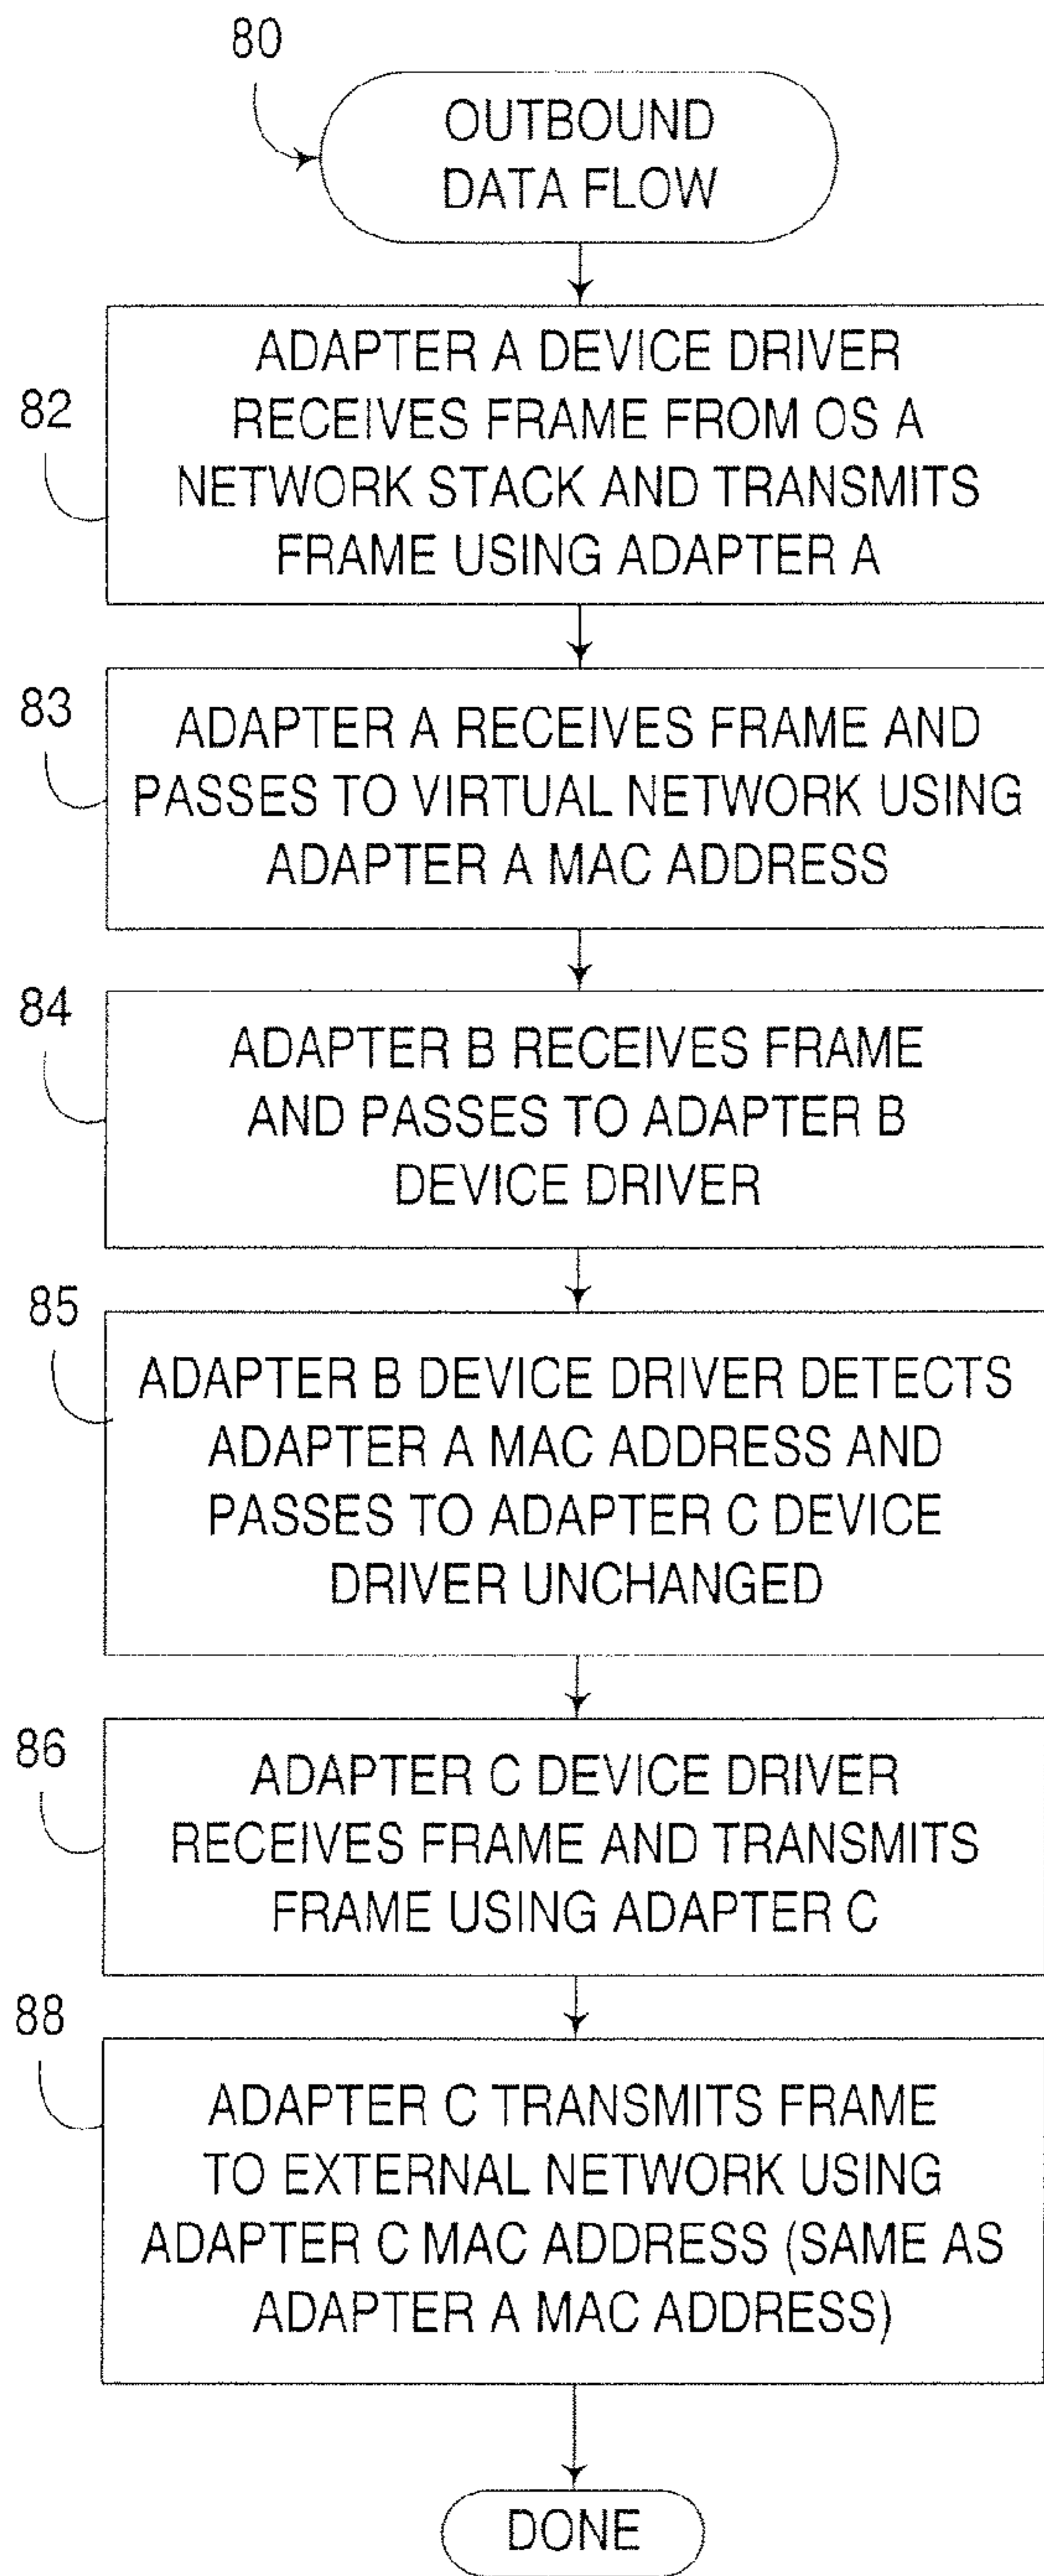 80
OUTBOUND
DATA FLOW
82
ADAPTER A DEVICE DRIVER
RECEIVES FRAME FROM OS A
NETWORK STACK AND TRANSMITS
FRAME USING ADAPTER A
83
ADAPTER A RECEIVES FRAME AND
PASSES TO VIRTUAL NETWORK USING
ADAPTER A MAC ADDRESS
84
ADAPTER B RECEIVES FRAME
AND PASSES TO ADAPTER B
DEVICE DRIVER
85
ADAPTER B DEVICE DRIVER DETECTS
ADAPTER A MAC ADDRESS AND
PASSES TO ADAPTER C DEVICE
DRIVER UNCHANGED
86
ADAPTER C DEVICE DRIVER
RECEIVES FRAME AND TRANSMITS
FRAME USING ADAPTER C
88
ADAPTER C TRANSMITS FRAME
TO EXTERNAL NETWORK USING
ADAPTER C MAC ADDRESS (SAME AS
ADAPTER A MAC ADDRESS)
DONE